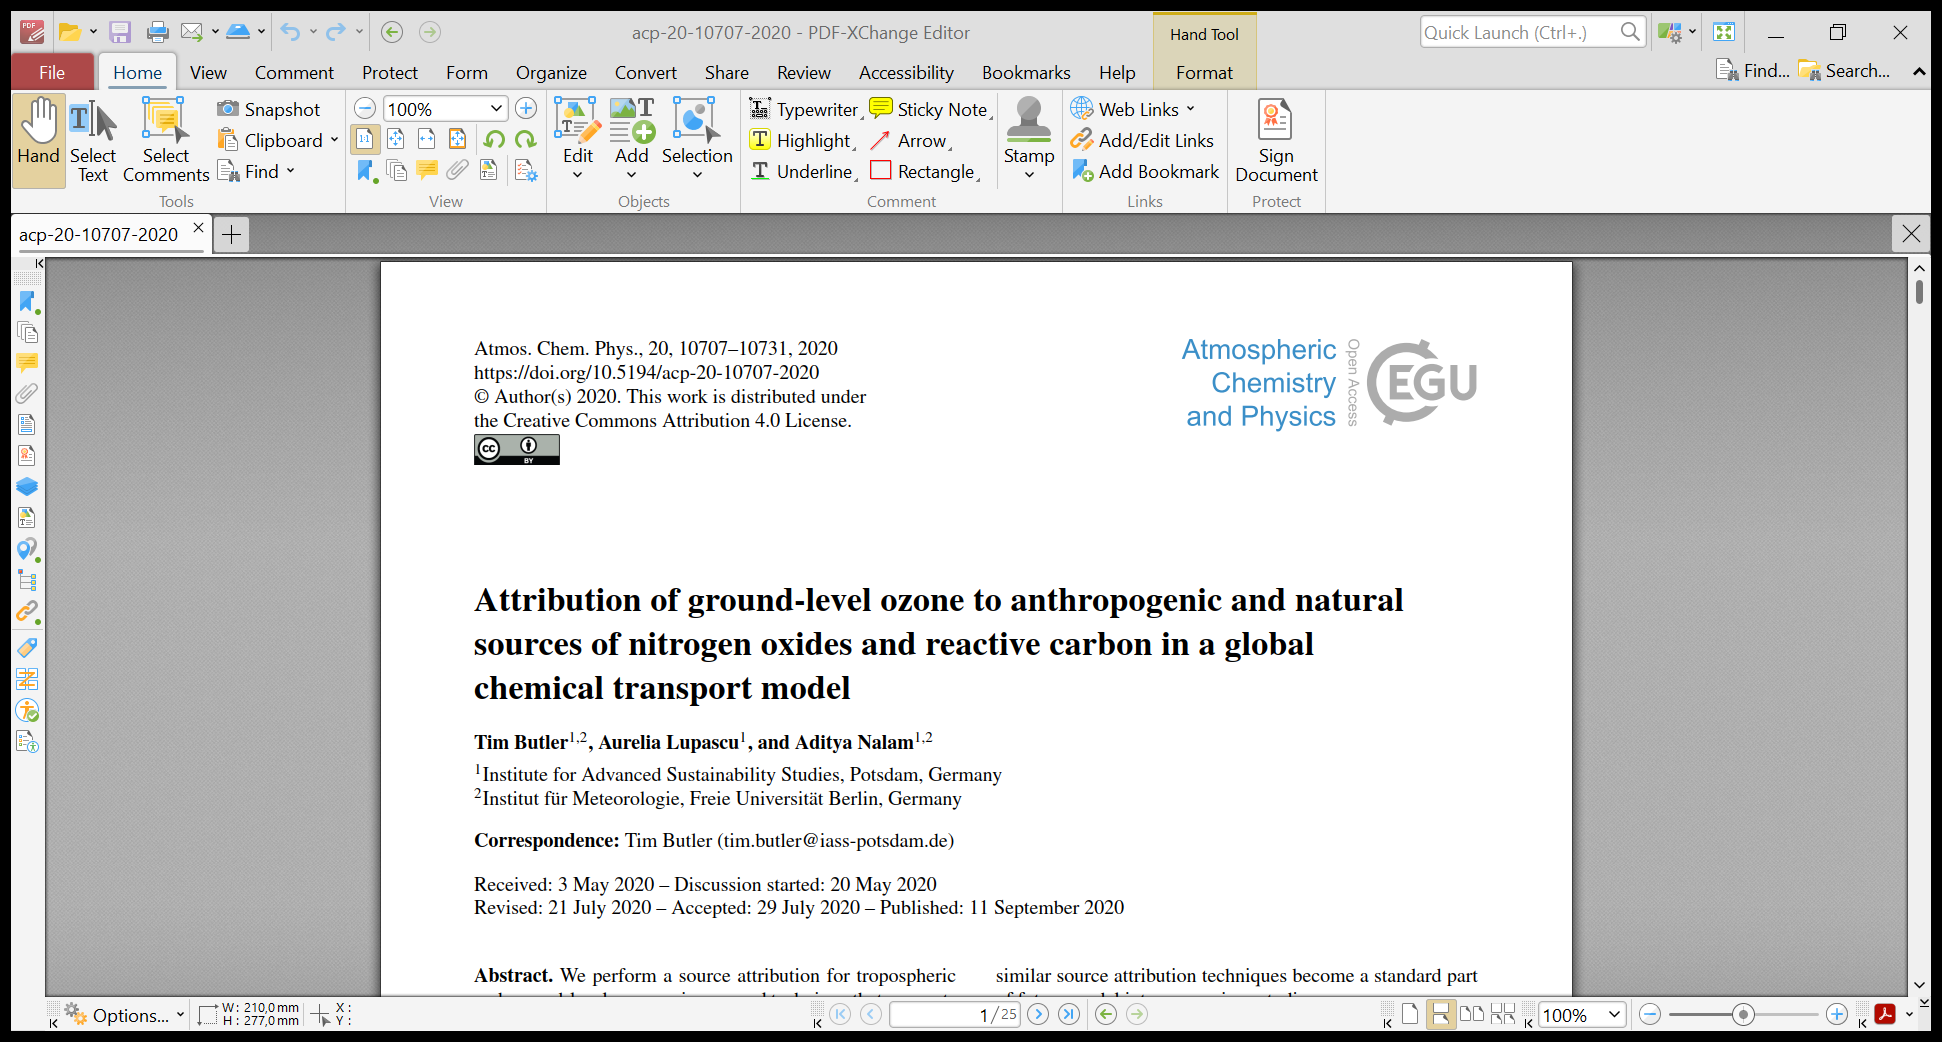 acp-20-10707-2020 - PDF-XChange Editor
Hand Tool
Quick Launch (Ctrl+.)
File
Home
View
Comment
Protect
Form
Organize
Convert
Share
Review
Accessibility
Bookmarks
Help
Format
Find...
Search...
Hand
Select Text
Select Comments
Snapshot
Clipboard
Find
Tools
100%
View
Edit
Add
Selection
Objects
Typewriter
Highlight
Underline
Sticky Note
Arrow
Rectangle
Comment
Stamp
Web Links
Add/Edit Links
Add Bookmark
Links
Sign Document
Protect
acp-20-10707-2020
Atmos. Chem. Phys., 20, 10707–10731, 2020
https://doi.org/10.5194/acp-20-10707-2020
© Author(s) 2020. This work is distributed under
the Creative Commons Attribution 4.0 License.
cc
BY
Atmospheric
Chemistry
and Physics
Open Access
EGU
Attribution of ground-level ozone to anthropogenic and natural
sources of nitrogen oxides and reactive carbon in a global
chemical transport model
Tim Butler1,2, Aurelia Lupascu1, and Aditya Nalam1,2
1Institute for Advanced Sustainability Studies, Potsdam, Germany
2Institut für Meteorologie, Freie Universität Berlin, Germany
Correspondence: Tim Butler (tim.butler@iass-potsdam.de)
Received: 3 May 2020 – Discussion started: 20 May 2020
Revised: 21 July 2020 – Accepted: 29 July 2020 – Published: 11 September 2020
Abstract. We perform a source attribution for tropospheric
similar source attribution techniques become a standard part
Options...
W: 210,0 mm
H: 277,0 mm
X:
Y:
1/25
100%